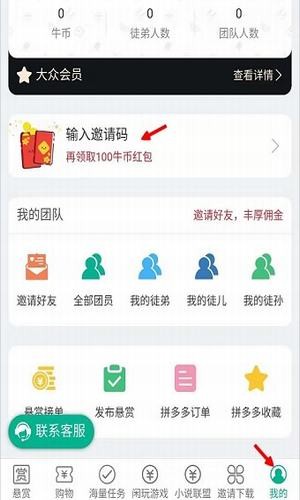 0 0 0
牛币 徒弟人数 团队人数
大众会员 查看详情>
输入邀请码
再领取100牛币红包
我的团队 邀请好友，丰厚佣金
邀请好友 全部团员 我的徒弟 我的徒儿 我的徒孙
悬赏接单 发布悬赏 拼多多订单 拼多多收藏
联系客服
赏
悬赏 购物 海量任务 闲玩游戏 小说联盟 邀请下载 我的